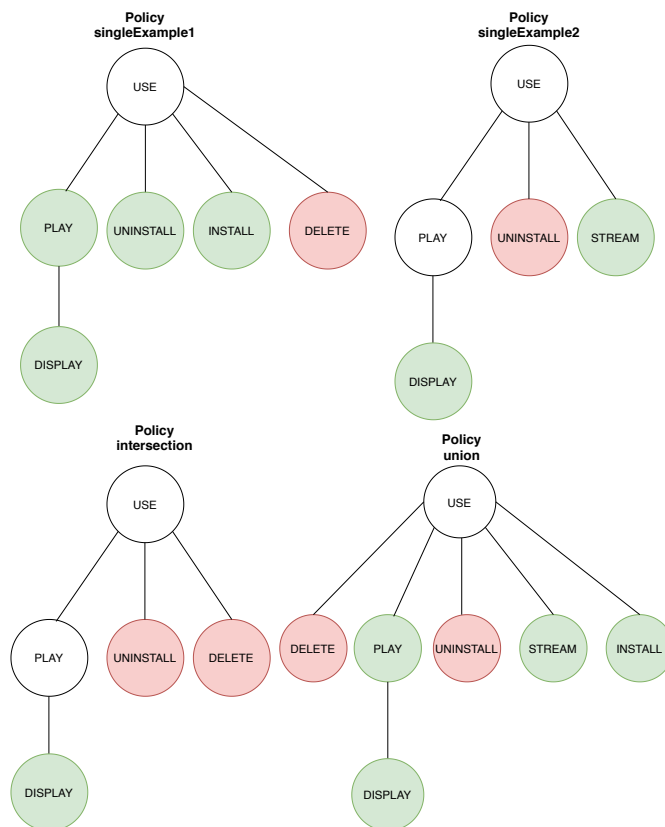 Policy
singleExample1
USE
PLAY
UNINSTALL
INSTALL
DELETE
DISPLAY
Policy
singleExample2
USE
PLAY
UNINSTALL
STREAM
DISPLAY
Policy
intersection
USE
PLAY
UNINSTALL
DELETE
DISPLAY
Policy
union
USE
DELETE
PLAY
UNINSTALL
STREAM
INSTALL
DISPLAY